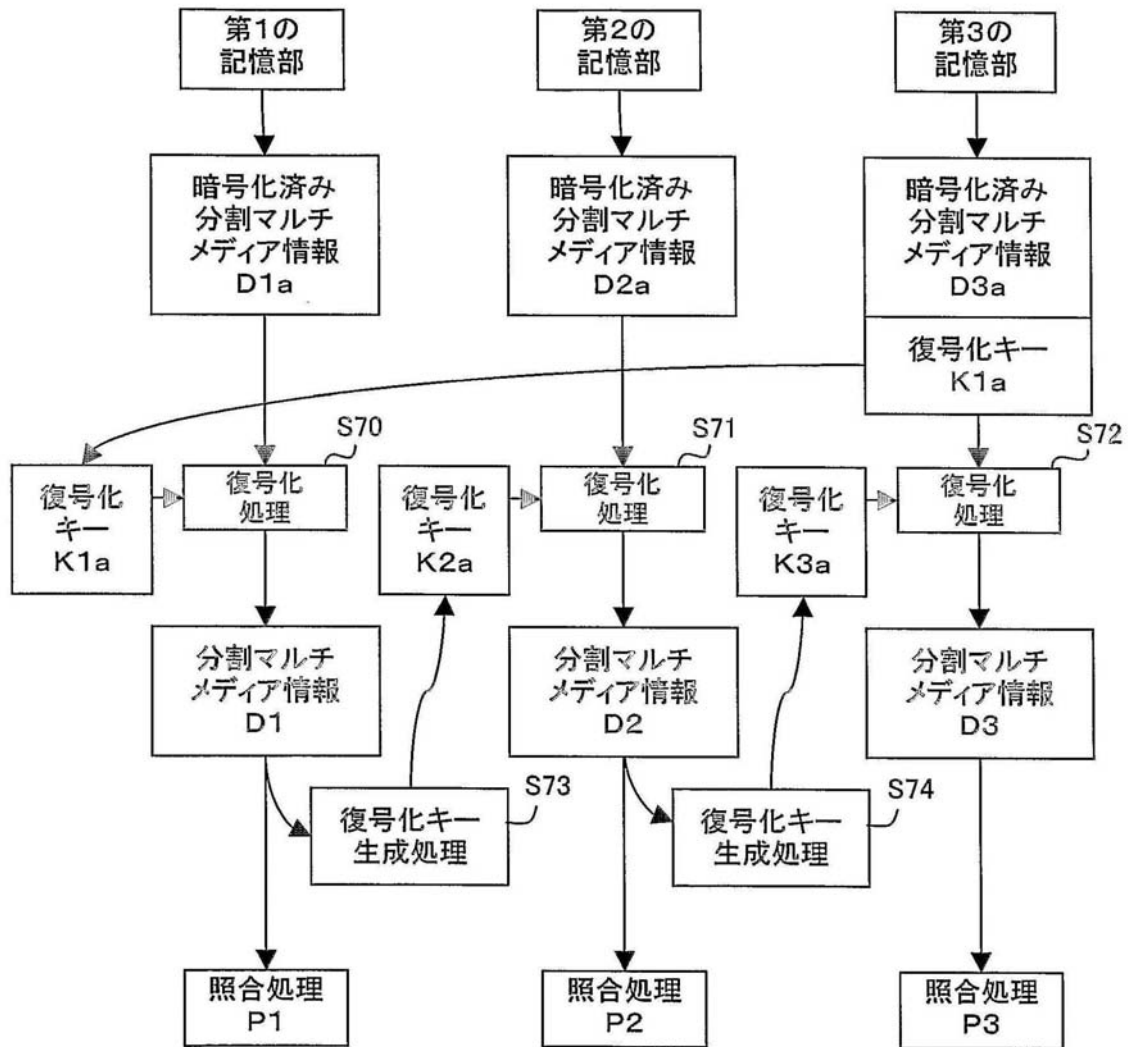 第1の
記憶部
第2の
記憶部
第3の
記憶部
暗号化済み
分割マルチ
メディア情報
D1a
暗号化済み
分割マルチ
メディア情報
D2a
暗号化済み
分割マルチ
メディア情報
D3a
復号化キー
K1a
S70
S71
S72
復号化
キー
K1a
復号化
処理
復号化
キー
K2a
復号化
処理
復号化
キー
K3a
復号化
処理
分割マルチ
メディア情報
D1
分割マルチ
メディア情報
D2
分割マルチ
メディア情報
D3
S73
復号化キー
生成処理
S74
復号化キー
生成処理
照合処理
P1
照合処理
P2
照合処理
P3